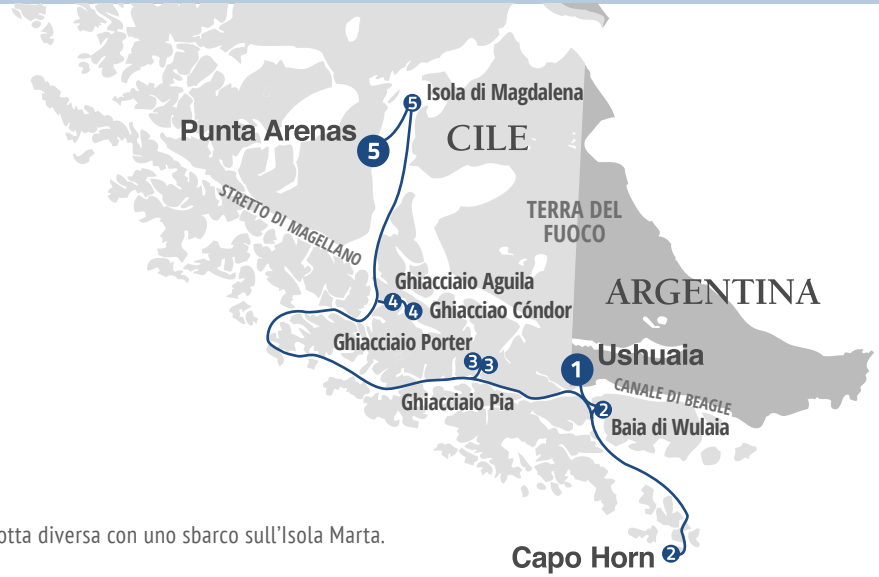 Isola di Magdalena
5
Punta Arenas
5
CILE
STRETTO DI MAGELLANO
TERRA DEL
FUOCO
Ghiacciaio Aguila
ARGENTINA
4
4
Ghiacciao Cóndor
Ghiacciaio Porter
Ushuaia
3
3
1
CANALE DI BEAGLE
Ghiacciaio Pia
2
Baia di Wulaia
otta diversa con uno sbarco sull'Isola Marta.
Capo Horn
2